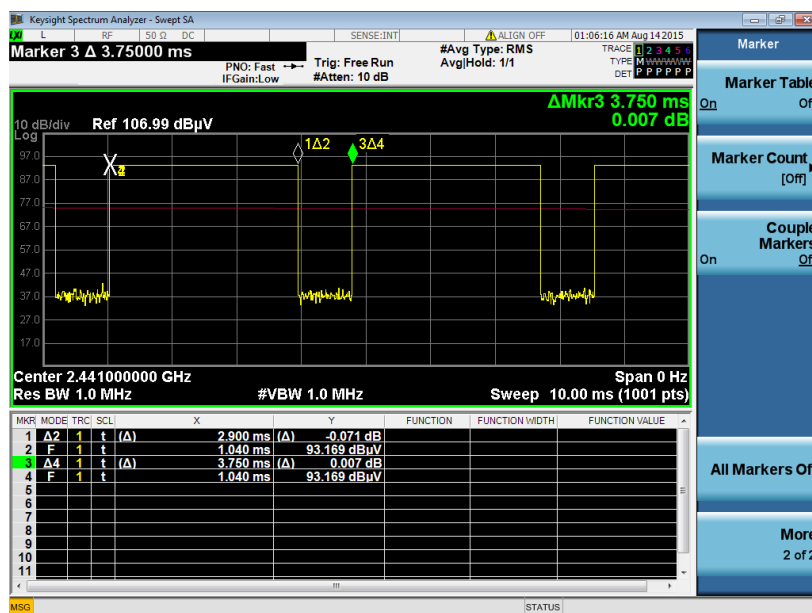 Keysight Spectrum Analyzer - Swept SA
L RF 50 Ω DC SENSE:INT ALIGN OFF 01:06:16 AM Aug 14 2015
Marker 3 Δ 3.75000 ms
PNO: Fast
IFGain:Low
Trig: Free Run
#Atten: 10 dB
#Avg Type: RMS
Avg|Hold: 1/1
TRACE 1 2 3 4 5 6
TYPE M W W W W W
DET P P P P P P
ΔMkr3 3.750 ms
0.007 dB
10 dB/div Ref 106.99 dBµV
Log
97.0
87.0
77.0
67.0
57.0
47.0
37.0
27.0
17.0
1Δ2
3Δ4
Center 2.441000000 GHz Span 0 Hz
Res BW 1.0 MHz #VBW 1.0 MHz Sweep 10.00 ms (1001 pts)
MKR MODE TRC SCL X Y FUNCTION FUNCTION WIDTH FUNCTION VALUE
1 Δ2 1 t (Δ) 2.900 ms (Δ) -0.071 dB
2 F 1 t 1.040 ms 93.169 dBµV
3 Δ4 1 t (Δ) 3.750 ms (Δ) 0.007 dB
4 F 1 t 1.040 ms 93.169 dBµV
5
6
7
8
9
10
11
MSG STATUS
Marker
Marker Table
On Of
Marker Count
[Off]
Couple
Markers
On Of
All Markers Of
More
2 of 2